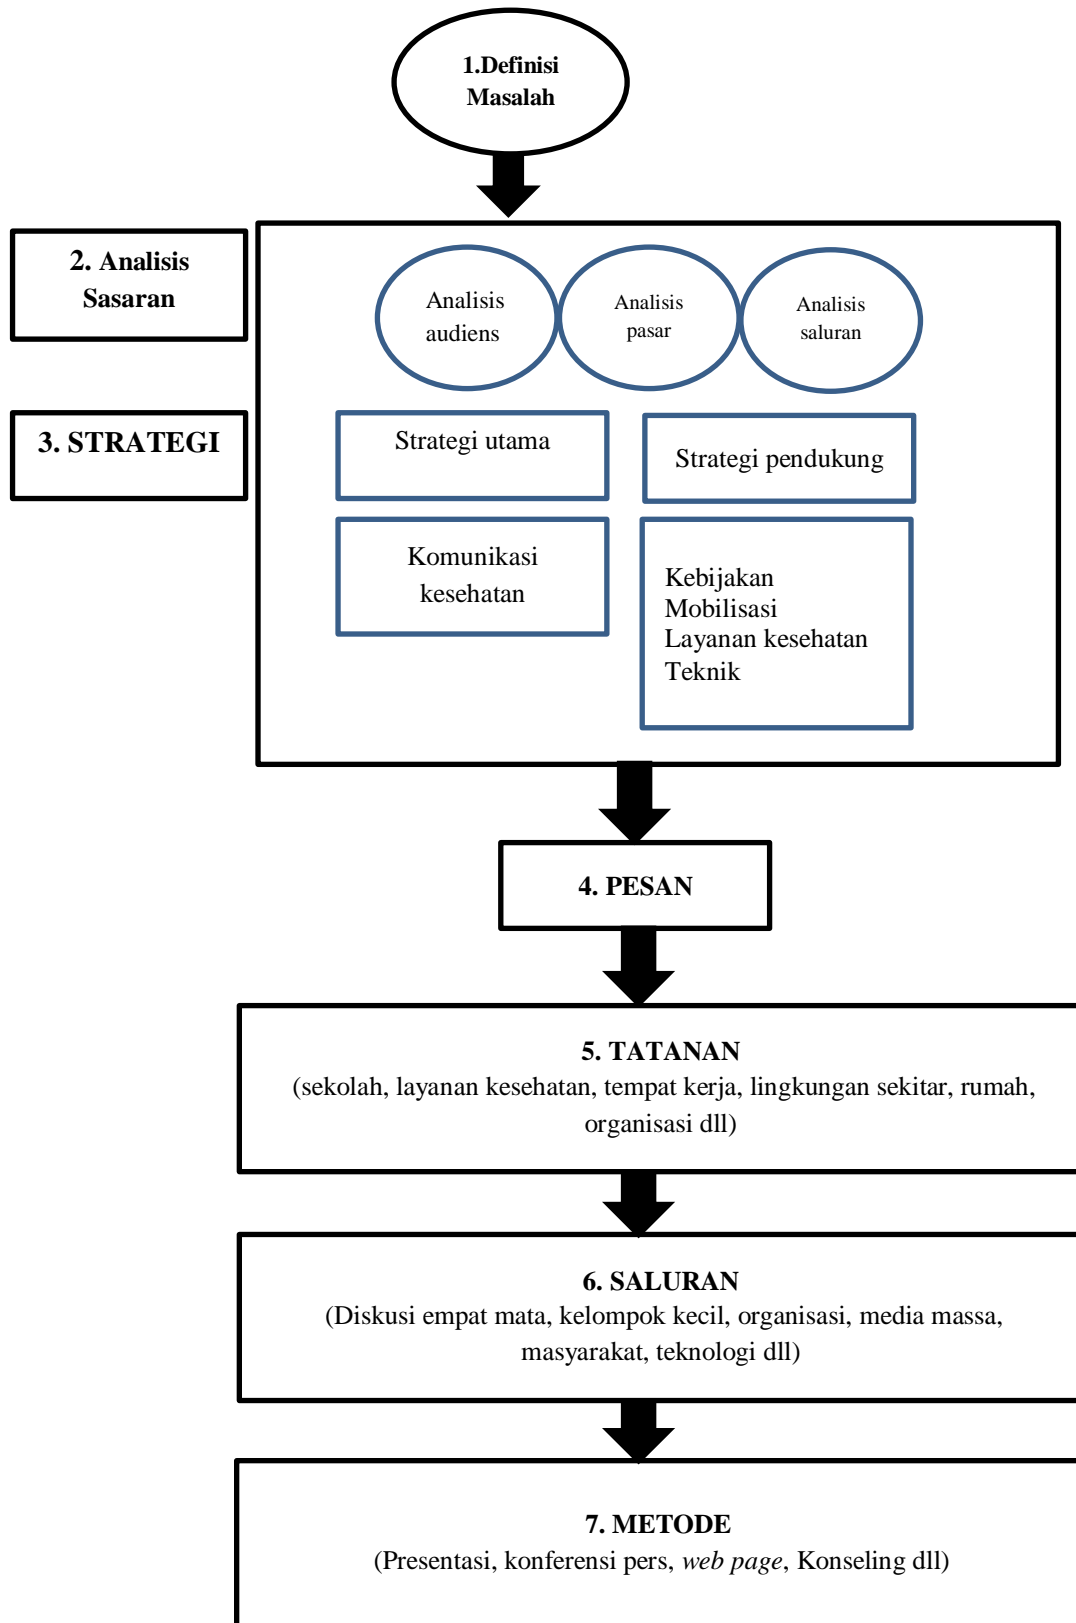 1.Definisi
Masalah
2. Analisis
Sasaran
Analisis
audiens
Analisis
pasar
Analisis
saluran
3. STRATEGI
Strategi utama
Strategi pendukung
Komunikasi
kesehatan
Kebijakan
Mobilisasi
Layanan kesehatan
Teknik
4. PESAN
5. TATANAN
(sekolah, layanan kesehatan, tempat kerja, lingkungan sekitar, rumah,
organisasi dll)
6. SALURAN
(Diskusi empat mata, kelompok kecil, organisasi, media massa,
masyarakat, teknologi dll)
7. METODE
(Presentasi, konferensi pers, web page, Konseling dll)